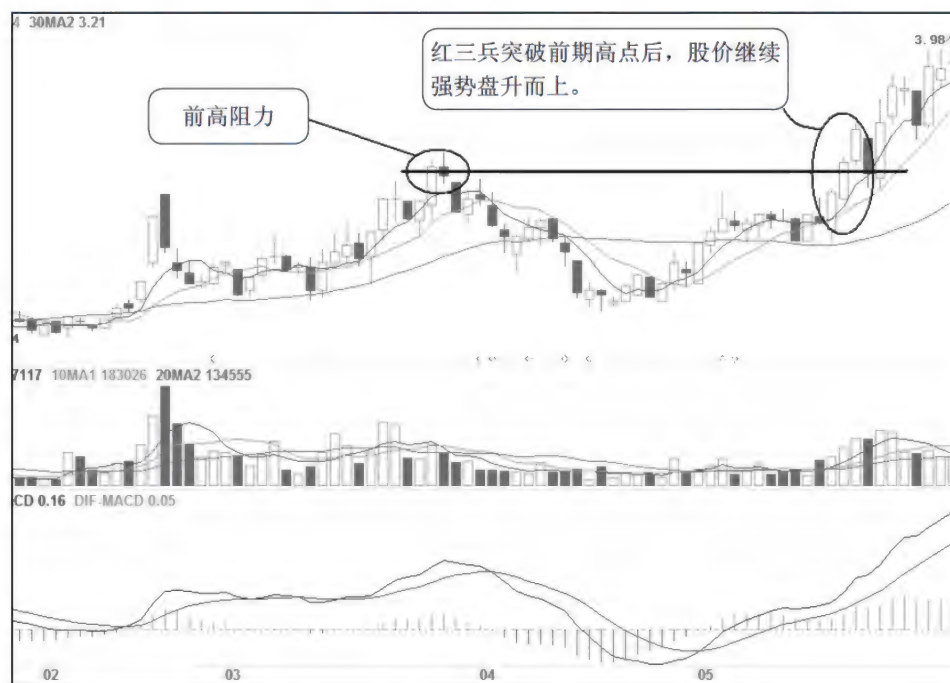 4 30MA2 3.21
红三兵突破前期高点后，股价继续
强势盘升而上。
3.98
前高阻力
4
7117 10MA1 183026 20MA2 134555
CD 0.16 DIF-MACD 0.05
02 03 04 05